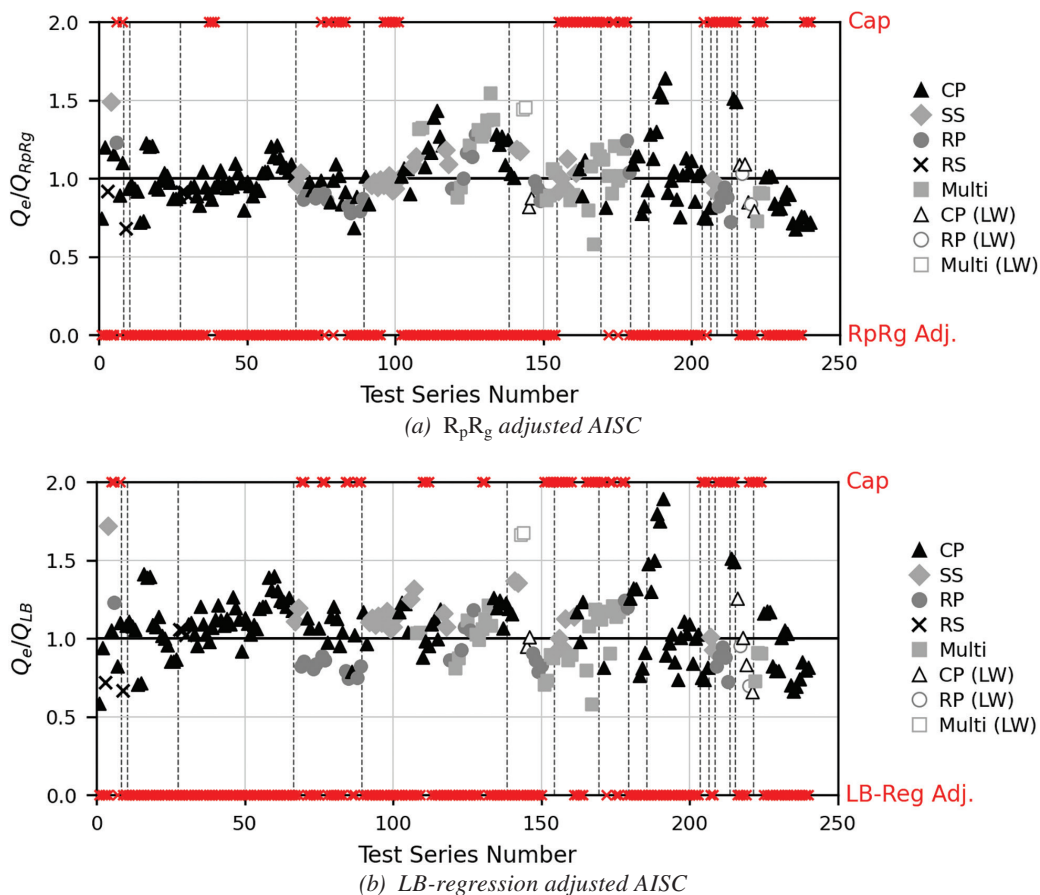 2.0
Cap
1.5
1.0
0.5
0.0
Qe/QRpRg
CP
SS
RP
RS
Multi
CP (LW)
RP (LW)
Multi (LW)
RpRg Adj.
0 50 100 150 200 250
Test Series Number
(a) RpRg adjusted AISC
2.0
Cap
1.5
1.0
0.5
0.0
Qe/QLB
CP
SS
RP
RS
Multi
CP (LW)
RP (LW)
Multi (LW)
LB-Reg Adj.
0 50 100 150 200 250
Test Series Number
(b) LB-regression adjusted AISC